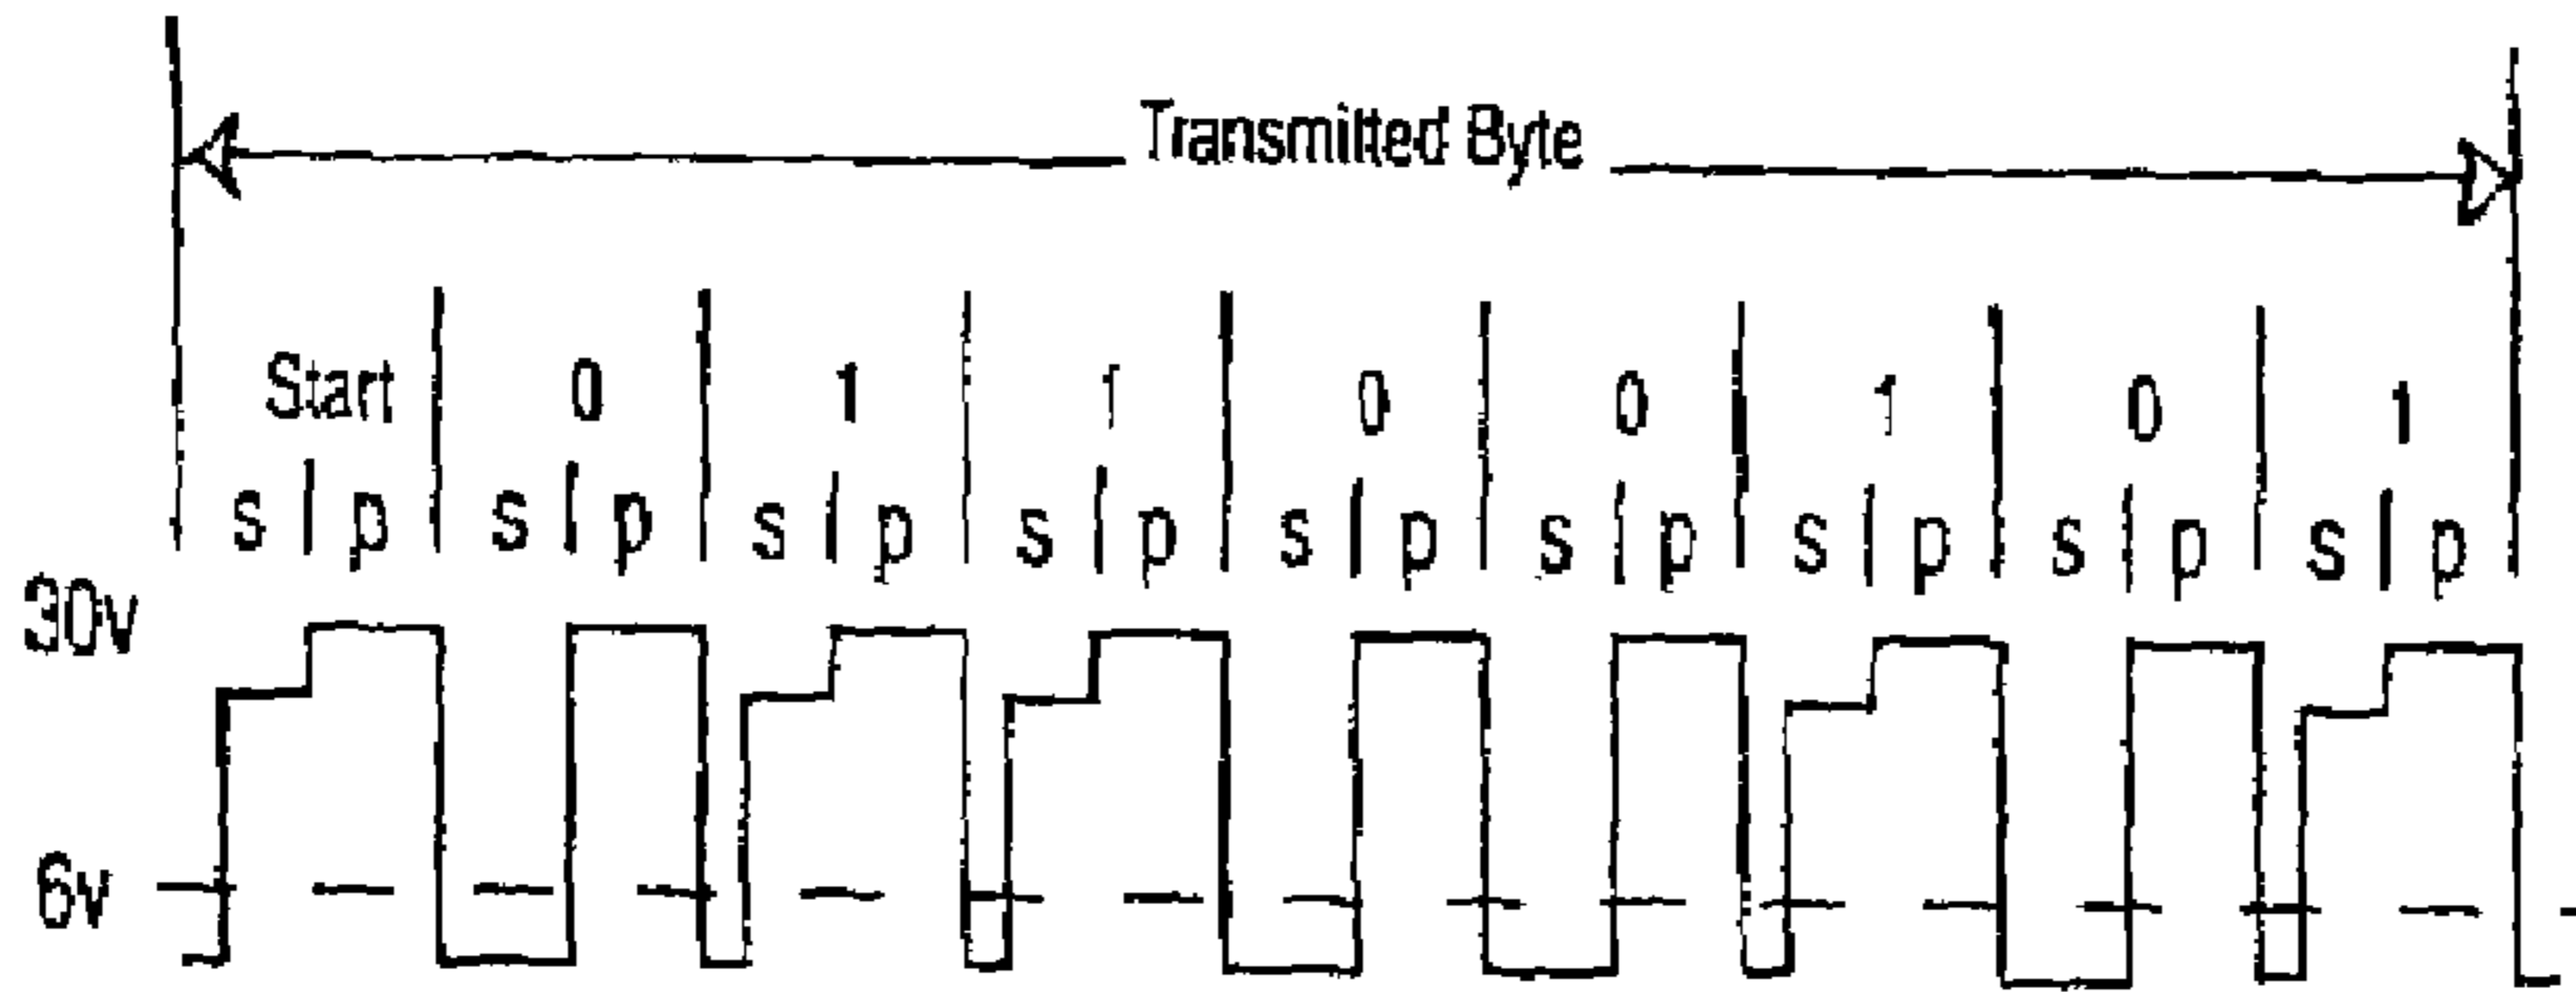 Transmitted Byte
Start 0 1 1 0 0 1 0 1
s p s p s p s p s p s p s p s p s p
30v
6v